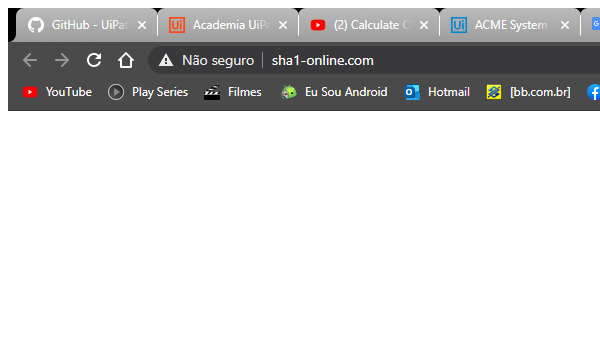 GitHub - UiPat Academia UiPa (2) Calculate C ACME System
Não seguro sha1-online.com
YouTube Play Series Filmes Eu Sou Android Hotmail [bb.com.br]